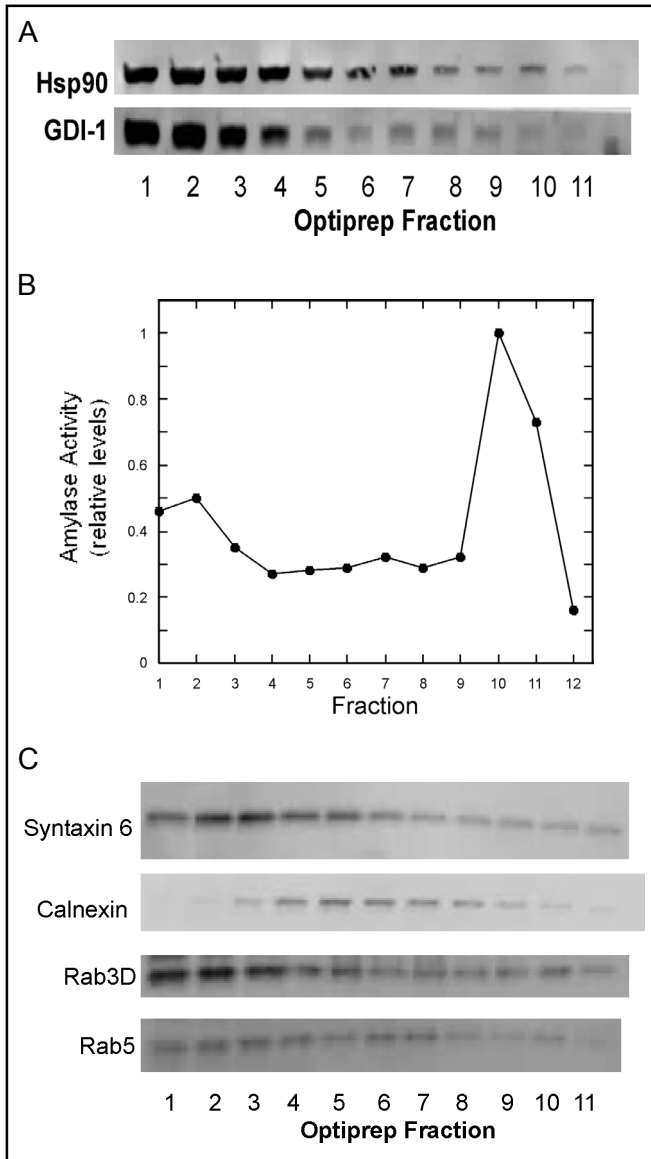 A
Hsp90
GDI-1
1 2 3 4 5 6 7 8 9 10 11
Optiprep Fraction
B
Amylase Activity
(relative levels)
1
0.8
0.6
0.4
0.2
0
1 2 3 4 5 6 7 8 9 10 11 12
Fraction
C
Syntaxin 6
Calnexin
Rab3D
Rab5
1 2 3 4 5 6 7 8 9 10 11
Optiprep Fraction